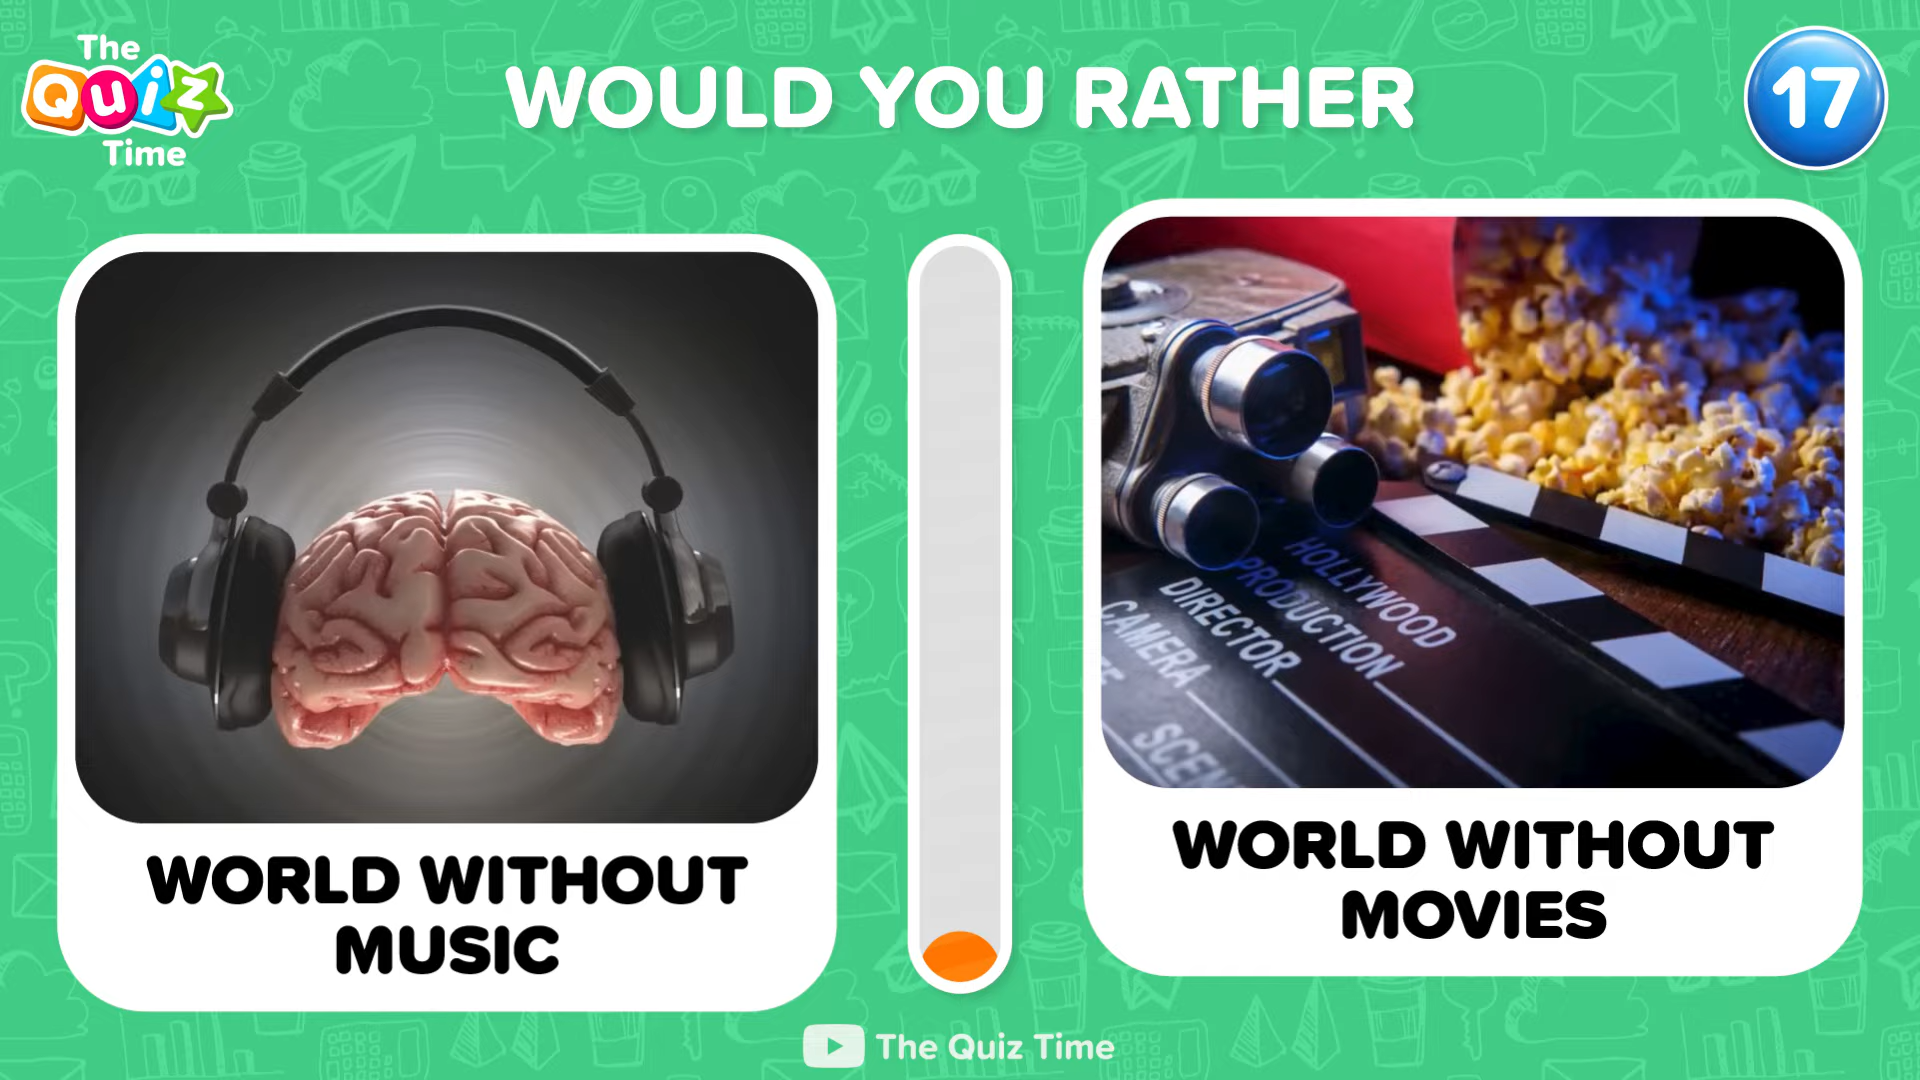 The
Quiz
Time
WOULD YOU RATHER
17
WORLD WITHOUT
MUSIC
HOLLYWOOD
PRODUCTION
DIRECTOR
CAMERA
WORLD WITHOUT
MOVIES
The Quiz Time